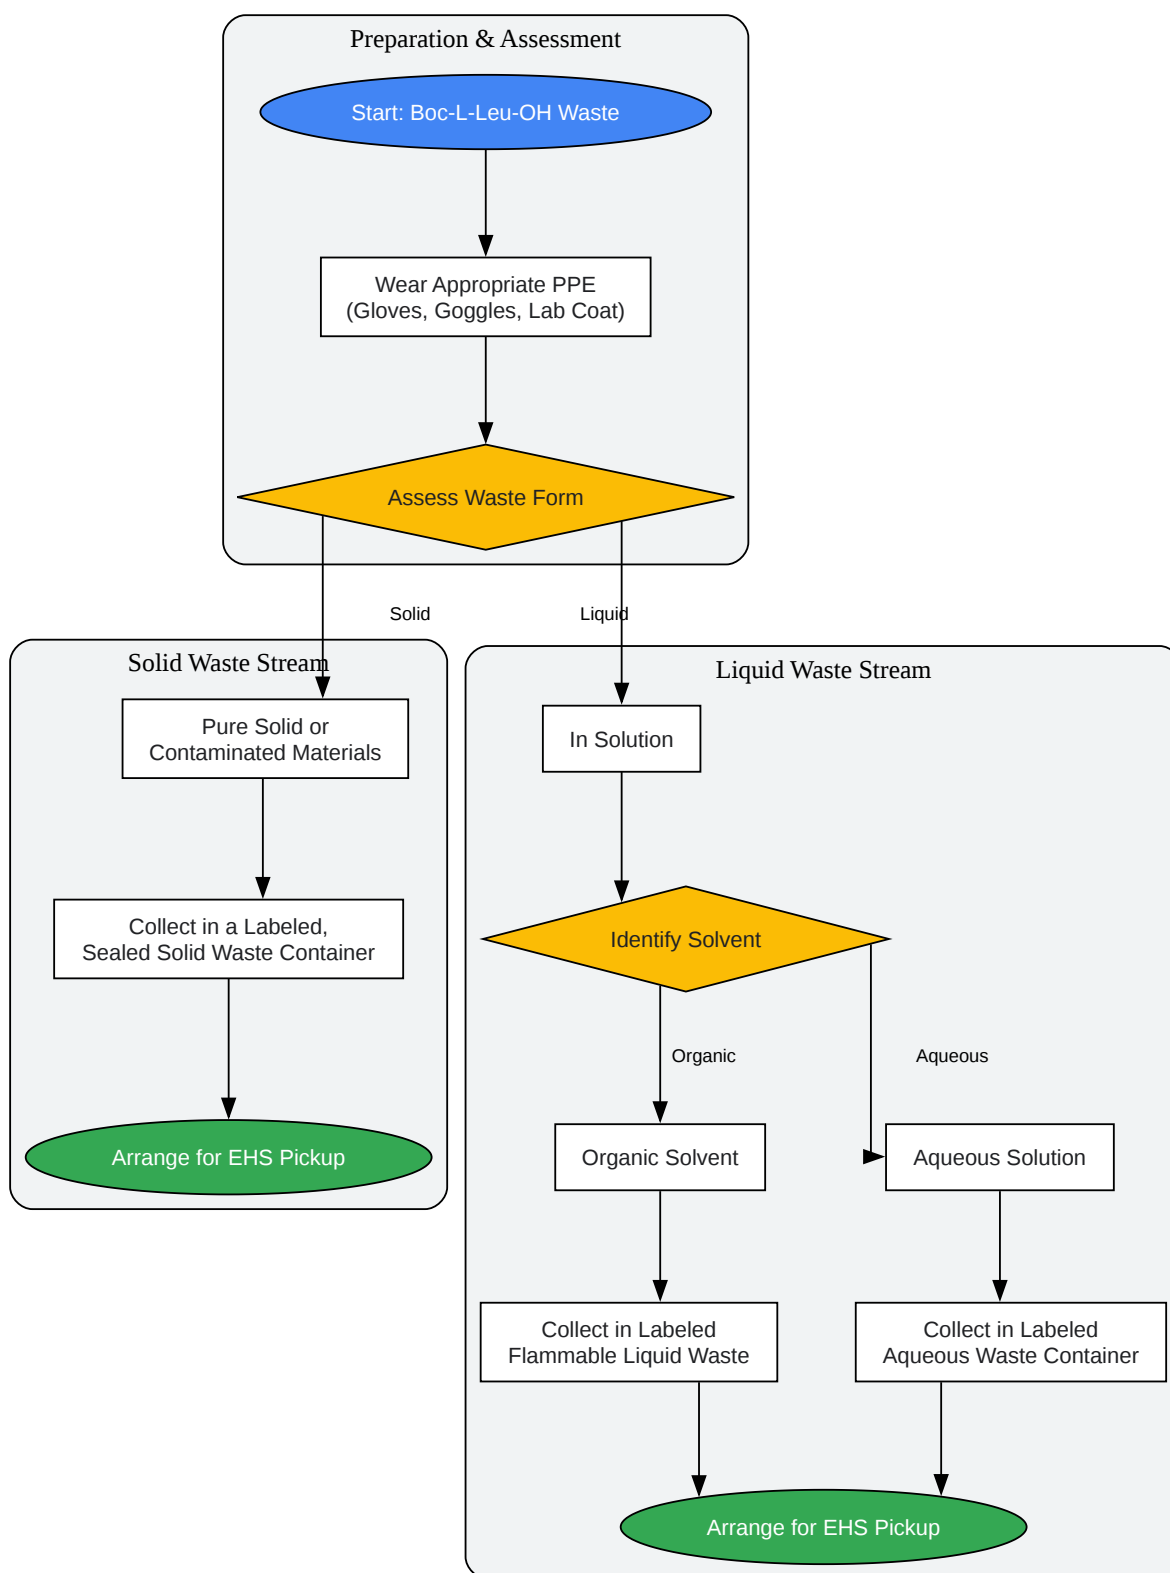 Preparation & Assessment
Start: Boc-L-Leu-OH Waste
Wear Appropriate PPE
(Gloves, Goggles, Lab Coat)
Assess Waste Form
Solid
Liquid
Solid Waste Stream
Pure Solid or
Contaminated Materials
Collect in a Labeled,
Sealed Solid Waste Container
Arrange for EHS Pickup
Liquid Waste Stream
In Solution
Identify Solvent
Organic
Aqueous
Organic Solvent
Aqueous Solution
Collect in Labeled
Flammable Liquid Waste
Collect in Labeled
Aqueous Waste Container
Arrange for EHS Pickup